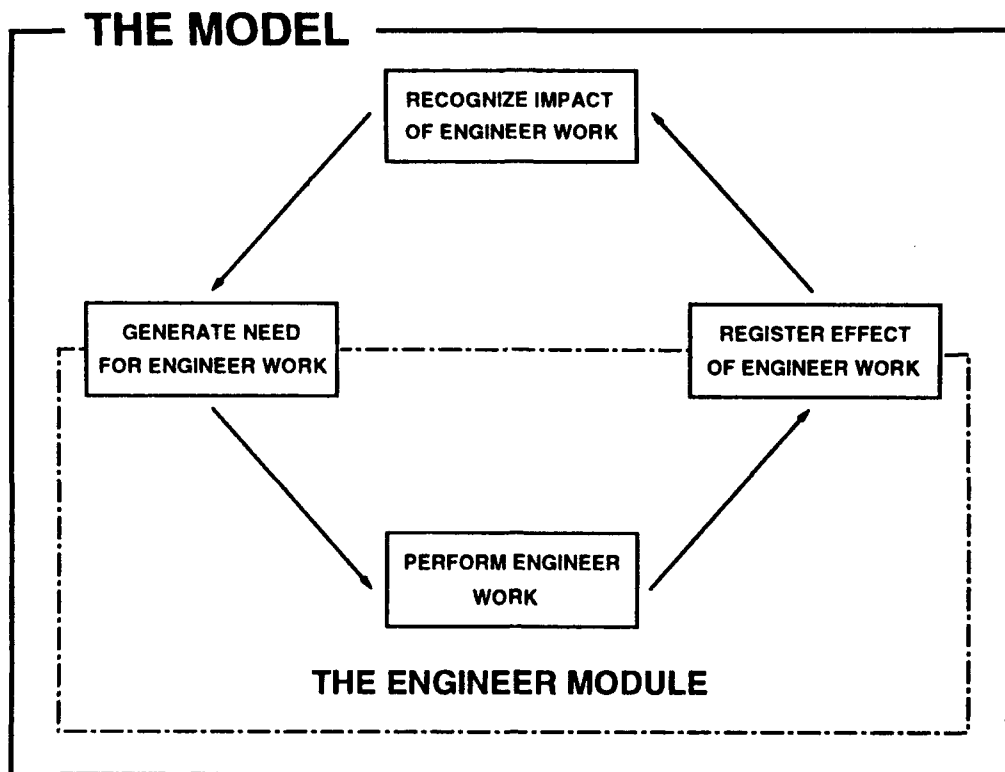 THE MODEL
RECOGNIZE IMPACT
OF ENGINEER WORK
GENERATE NEED
FOR ENGINEER WORK
REGISTER EFFECT
OF ENGINEER WORK
PERFORM ENGINEER
WORK
THE ENGINEER MODULE